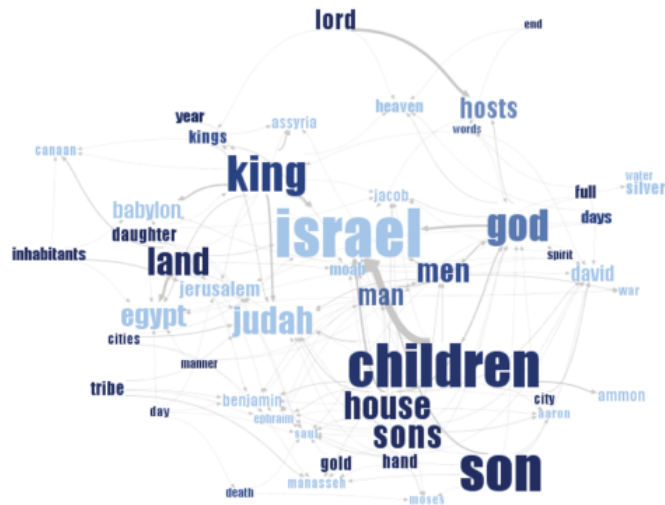 lord
end
heaven
hosts
year
assyria
words
kings
canaan
king
water
jacob
full
silver
babylon
israel
god
days
daughter
inhabitants
land
spirit
moab
men
david
jerusalem
man
war
egypt
judah
cities
children
manner
tribe
house
city
ammon
benjamin
day
ephraim
aaron
sons
saul
gold
hand
son
manasseh
death
moses